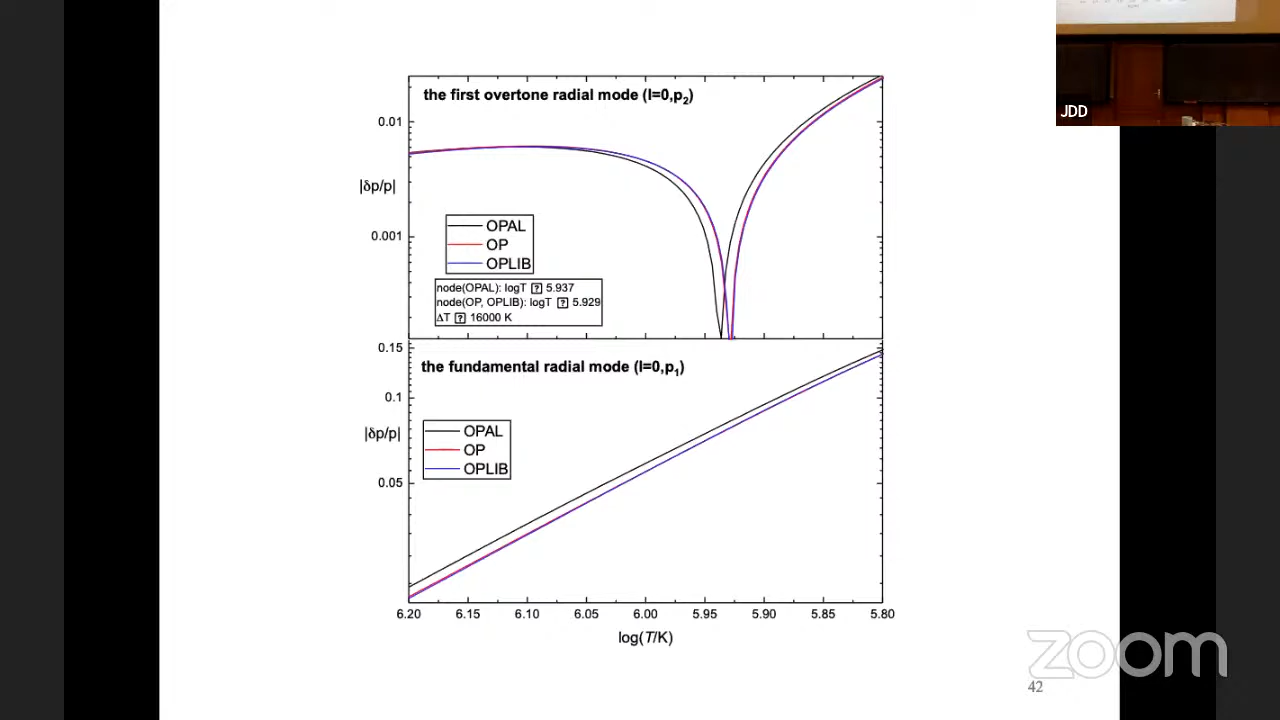 JDD
the first overtone radial mode (l=0,p2)
0.01
|δp/p|
0.001
OPAL
OP
OPLIB
node(OPAL): logT ? 5.937
node(OP, OPLIB): logT ? 5.929
ΔT ? 16000 K
0.15
the fundamental radial mode (l=0,p1)
0.1
|δp/p|
0.05
OPAL
OP
OPLIB
6.20 6.15 6.10 6.05 6.00 5.95 5.90 5.85 5.80
log(T/K)
zoom
42